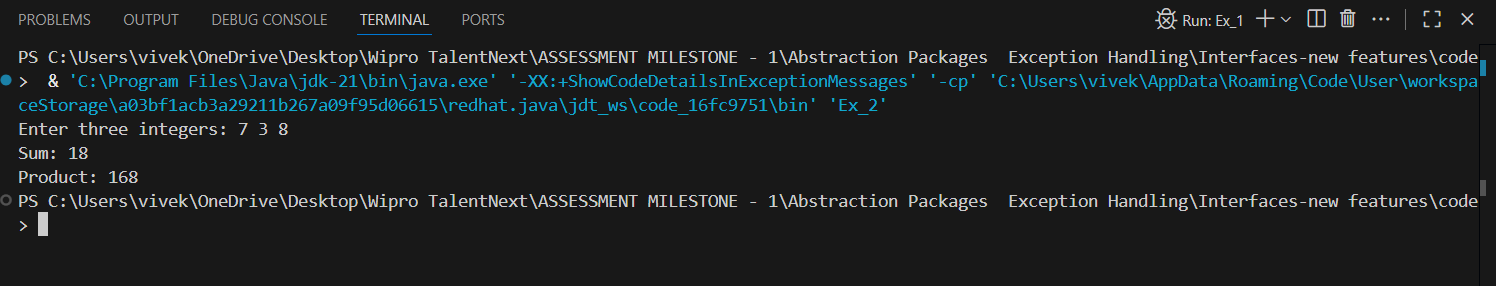 PROBLEMS OUTPUT DEBUG CONSOLE TERMINAL PORTS Run: Ex_1
PS C:\Users\vivek\OneDrive\Desktop\Wipro TalentNext\ASSESSMENT MILESTONE - 1\Abstraction Packages  Exception Handling\Interfaces-new features\code
>  & 'C:\Program Files\Java\jdk-21\bin\java.exe' '-XX:+ShowCodeDetailsInExceptionMessages' '-cp' 'C:\Users\vivek\AppData\Roaming\Code\User\workspa
ceStorage\a03bf1acb3a29211b267a09f95d06615\redhat.java\jdt_ws\code_16fc9751\bin' 'Ex_2'
Enter three integers: 7 3 8
Sum: 18
Product: 168
PS C:\Users\vivek\OneDrive\Desktop\Wipro TalentNext\ASSESSMENT MILESTONE - 1\Abstraction Packages  Exception Handling\Interfaces-new features\code
>